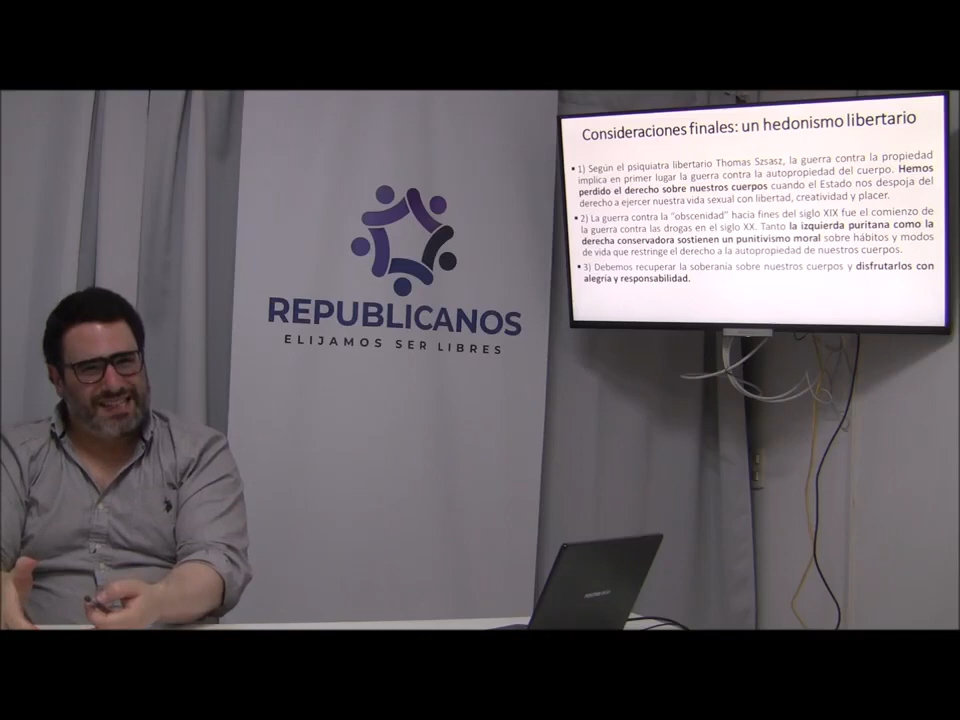 REPUBLICANOS
ELIJAMOS SER LIBRES
Consideraciones finales: un hedonismo libertario
▪ 1) Según el psiquiatra libertario Thomas Szsasz, la guerra contra la propiedad
implica en primer lugar la guerra contra la autopropiedad del cuerpo. Hemos
perdido el derecho sobre nuestros cuerpos cuando el Estado nos despoja del
derecho a ejercer nuestra vida sexual con libertad, creatividad y placer.
▪ 2) La guerra contra la "obscenidad" hacia fines del siglo XIX fue el comienzo de
la guerra contra las drogas en el siglo XX. Tanto la izquierda puritana como la
derecha conservadora sostienen un punitivismo moral sobre hábitos y modos
de vida que restringe el derecho a la autopropiedad de nuestros cuerpos.
▪ 3) Debemos recuperar la soberanía sobre nuestros cuerpos y disfrutarlos con
alegria y responsabilidad.